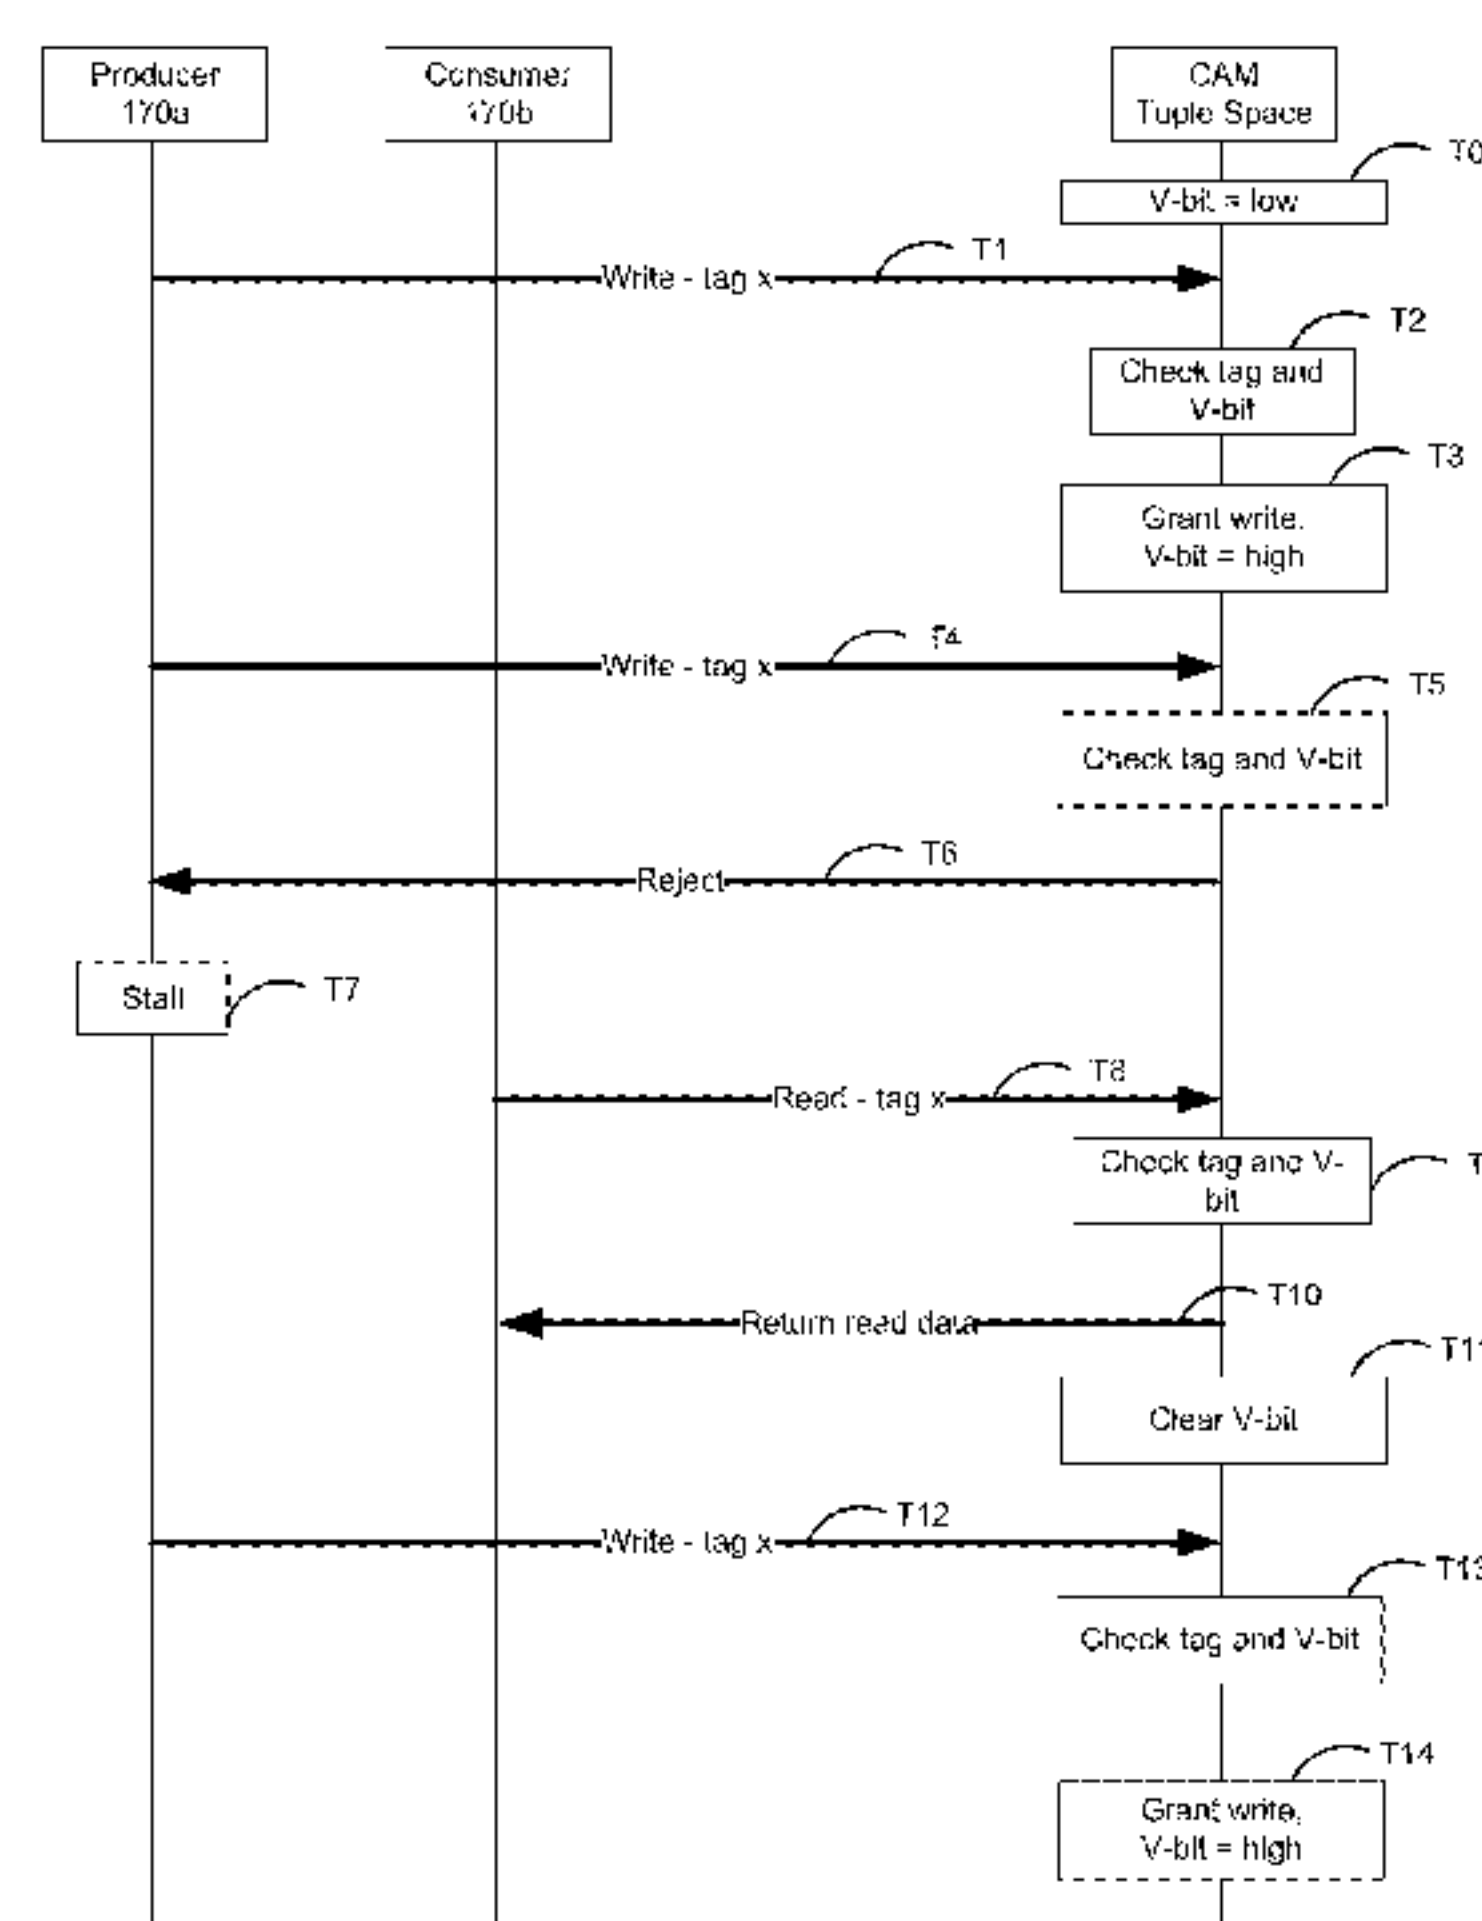 Producer
170a
Consumer
170b
CAM
Tuple Space
T0
V-bit = low
T1
Write - tag x
T2
Check tag and
V-bit
T3
Grant write,
V-bit = high
T4
Write - tag x
T5
Check tag and V-bit
T6
Reject
Stall
T7
T8
Read - tag x
Check tag and V-
bit
T
T10
Return read data
T11
Clear V-bit
T12
Write - tag x
T13
Check tag and V-bit
T14
Grant write,
V-bit = high